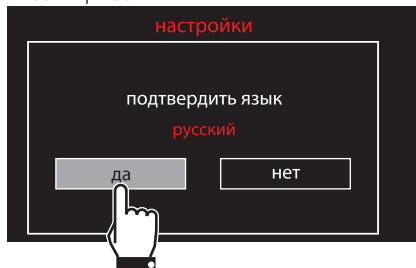 настройки
подтвердить язык
русский
да нет